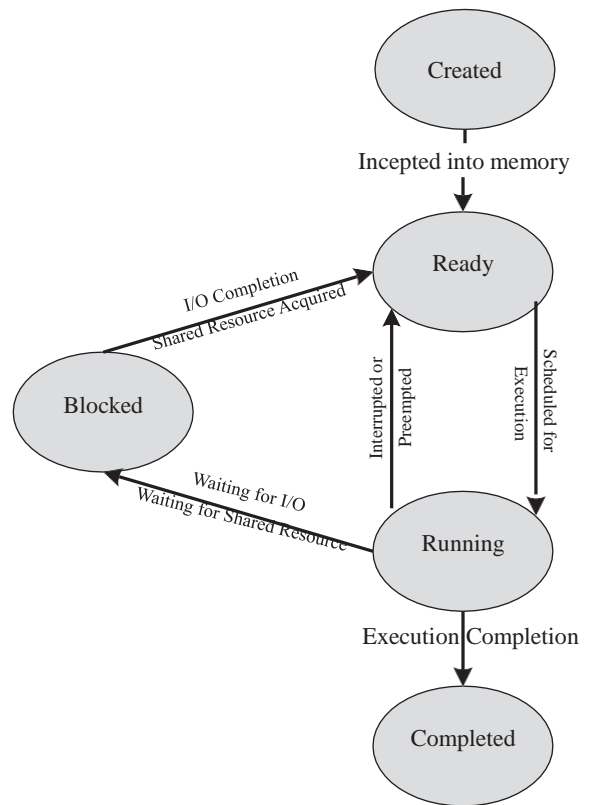 Created
Incepted into memory
Ready
I/O Completion
Shared Resource Acquired
Interrupted or
Preempted
Scheduled for
Execution
Blocked
Waiting for I/O
Waiting for Shared Resource
Running
Execution Completion
Completed